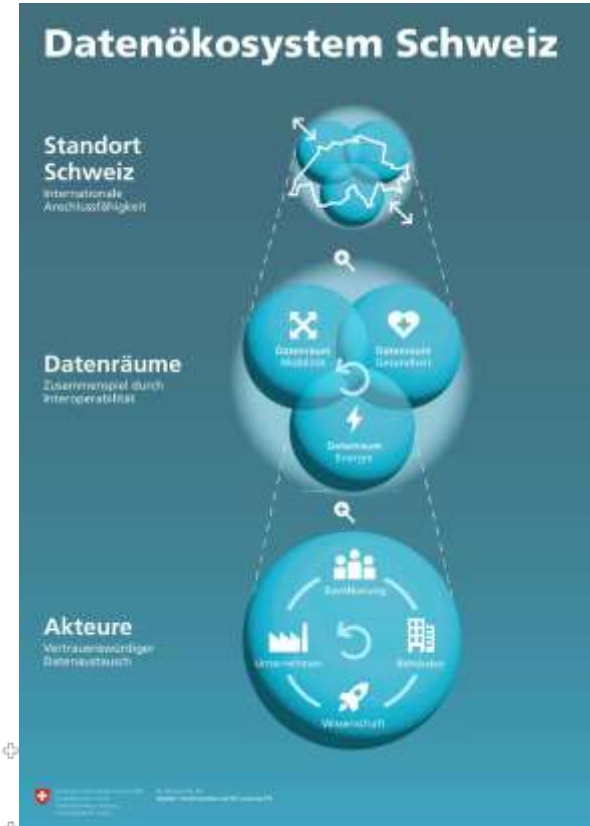 Datenökosystem Schweiz
Standort
Schweiz
Internationale
Anschlussfähigkeit
Datenraum
Mobilität
Datenraum
Gesundheit
Datenräume
Zusammenspiel durch
Interoperabilität
Datenraum
Energie
Bevölkerung
Akteure
Vertrauenswürdiger
Datenaustausch
Unternehmen
Behörden
Wissenschaft